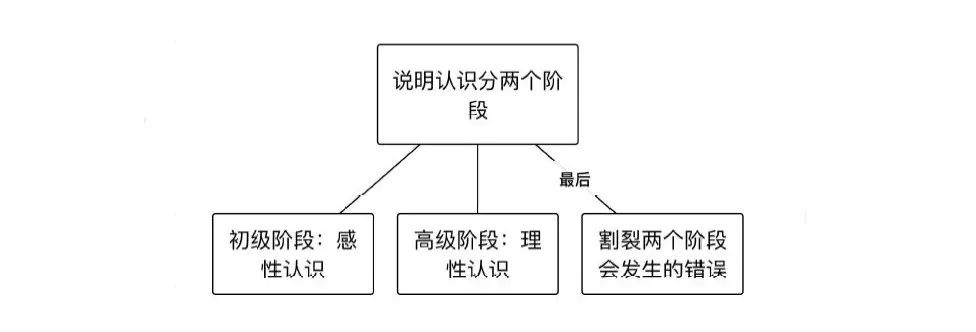 说明认识分两个阶
段
最后
初级阶段：感
性认识
高级阶段：理
性认识
割裂两个阶段
会发生的错误